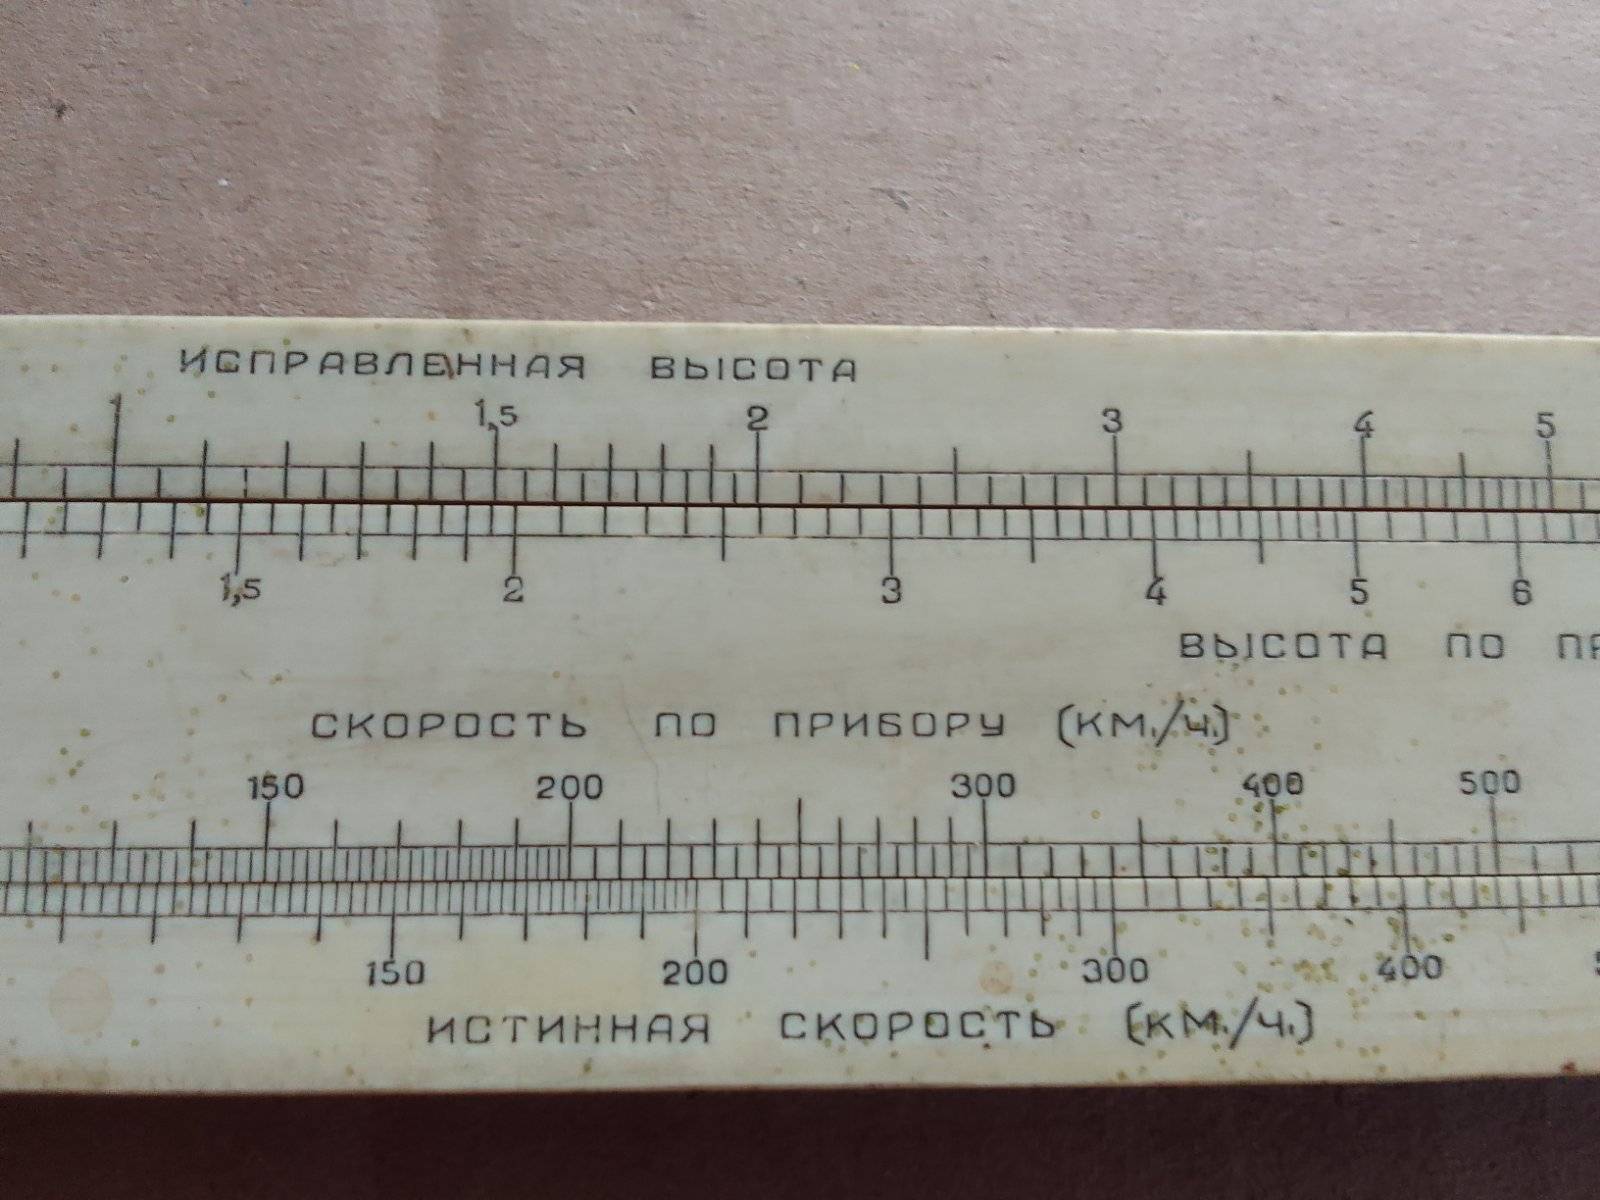 ИСПРАВЛЕННАЯ ВЫСОТА
1 1,5 2 3 4 5
1,5 2 3 4 5 6
ВЫСОТА ПО
СКОРОСТЬ ПО ПРИБОРУ (КМ./Ч.)
150 200 300 400 500
150 200 300 400
ИСТИННАЯ СКОРОСТЬ (КМ./Ч.)